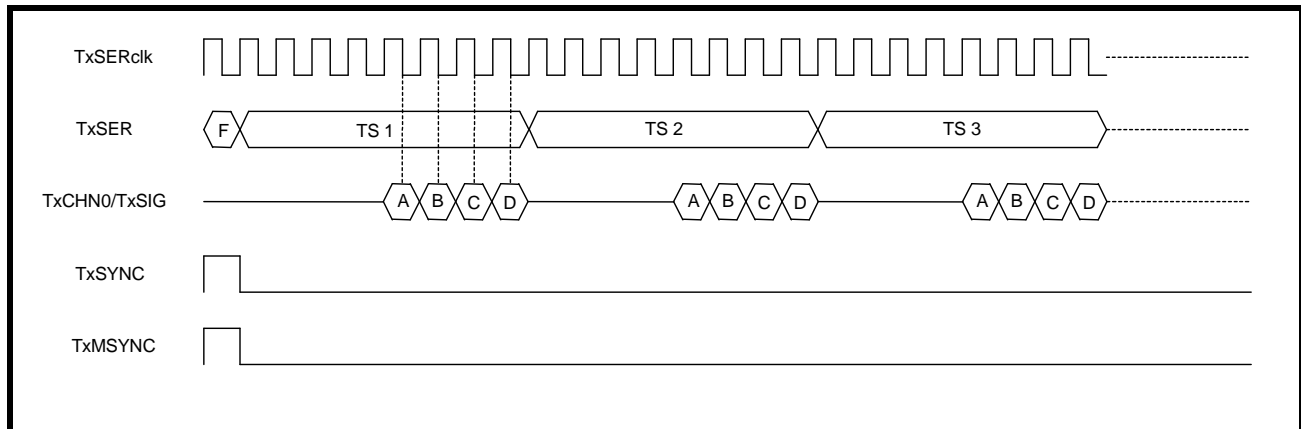 TxSERclk
TxSER
F
TS 1
TS 2
TS 3
TxCHN0/TxSIG
A B C D
A B C D
A B C D
TxSYNC
TxMSYNC